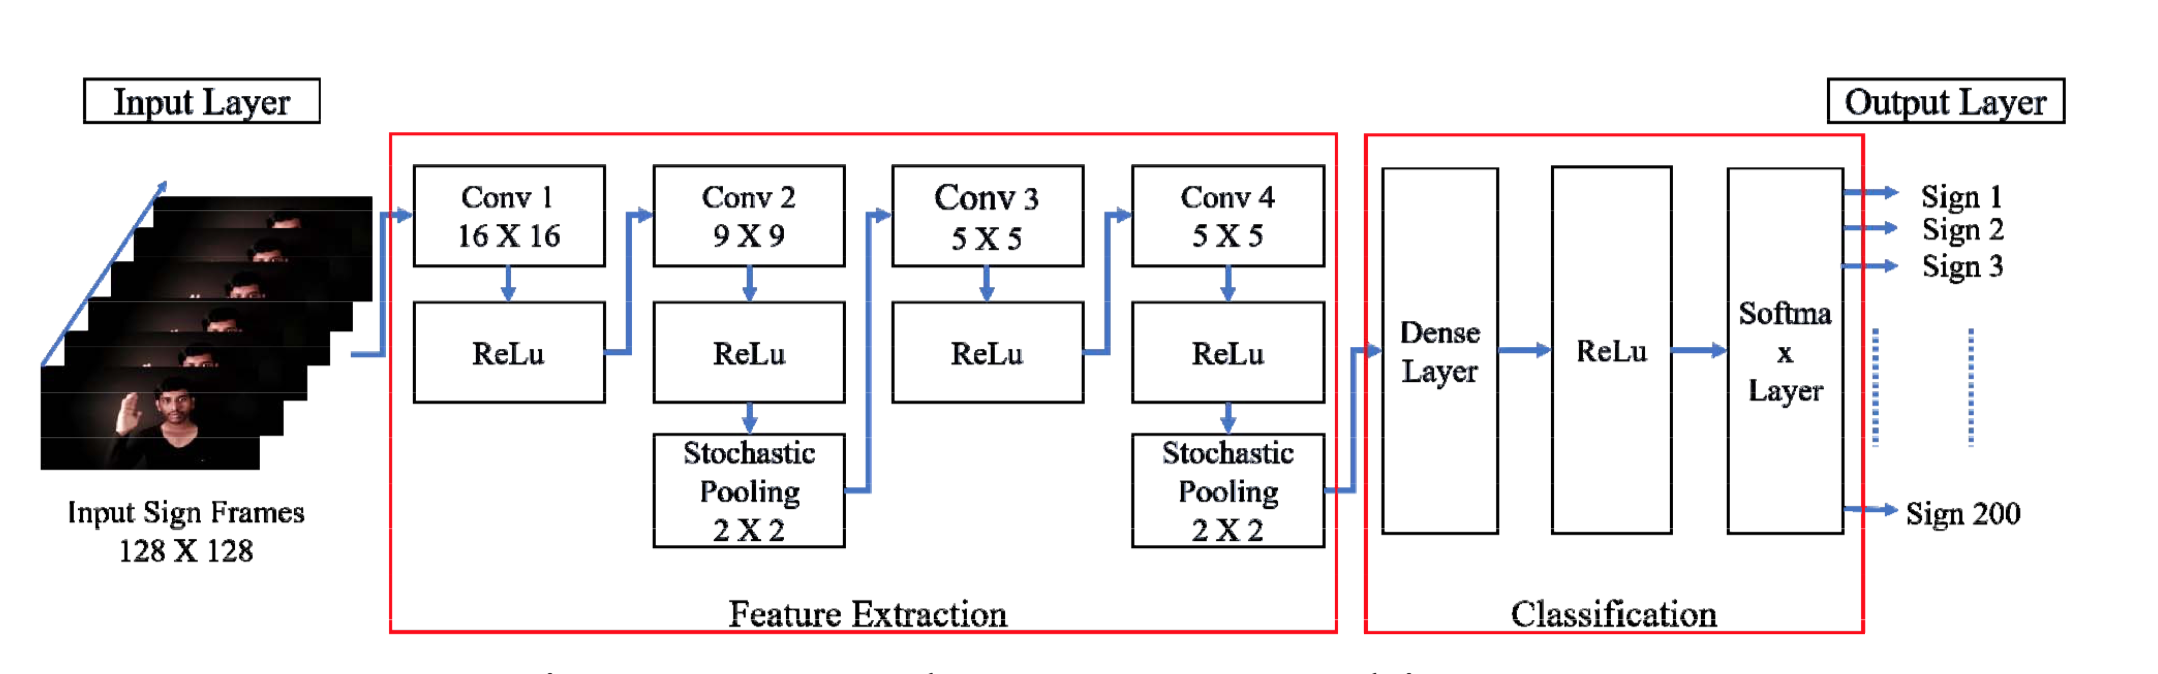 Input Layer
Output Layer
Conv 1
16 X 16
ReLu
Conv 2
9 X 9
ReLu
Stochastic
Pooling
2 X 2
Conv 3
5 X 5
ReLu
Conv 4
5 X 5
ReLu
Stochastic
Pooling
2 X 2
Dense
Layer
ReLu
Softma
x
Layer
Sign 1
Sign 2
Sign 3
Sign 200
Input Sign Frames
128 X 128
Feature Extraction
Classification